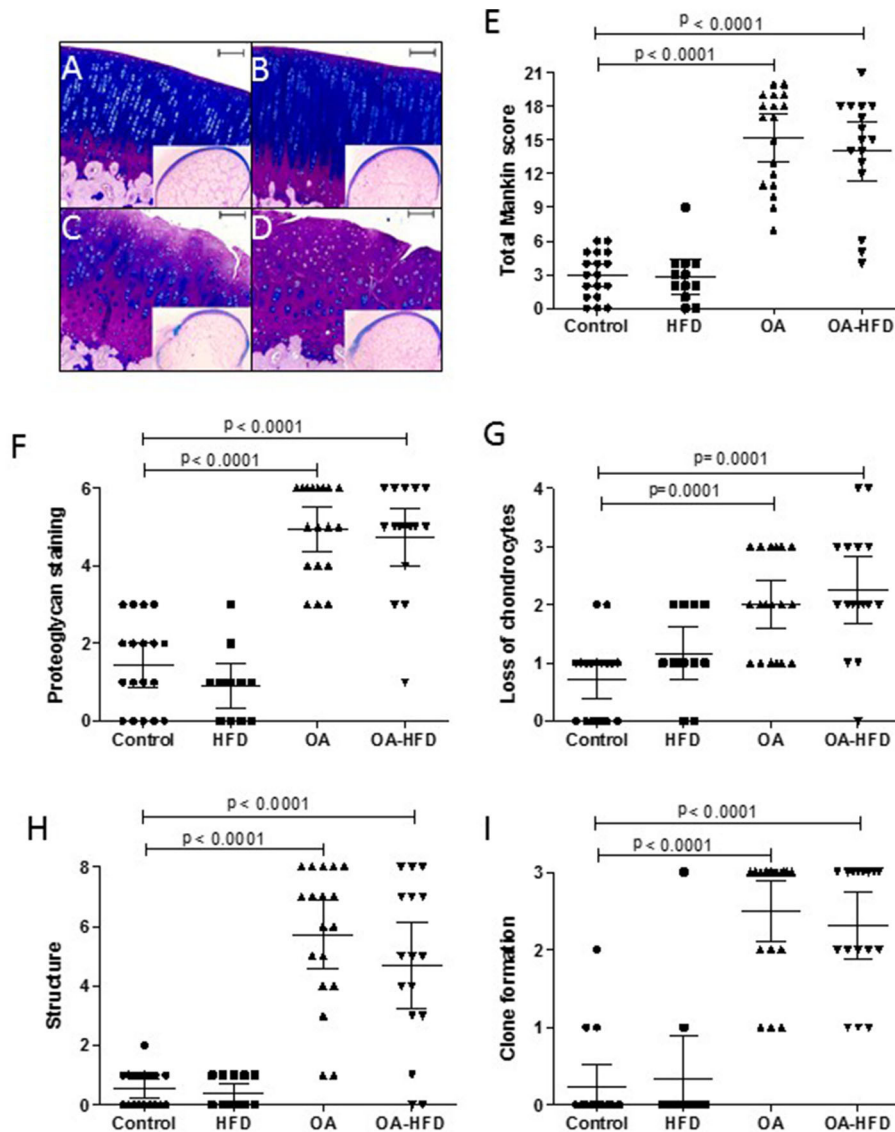 A
B
C
D
E
p < 0.0001
p < 0.0001
Total Mankin score
21
18
15
12
9
6
3
0
Control HFD OA OA-HFD
F
p < 0.0001
p < 0.0001
Proteoglycan staining
6
4
2
0
Control HFD OA OA-HFD
G
p= 0.0001
p= 0.0001
Loss of chondrocytes
4
3
2
1
0
Control HFD OA OA-HFD
H
p < 0.0001
p < 0.0001
Structure
8
6
4
2
0
Control HFD OA OA-HFD
I
p < 0.0001
p < 0.0001
Clone formation
3
2
1
0
Control HFD OA OA-HFD